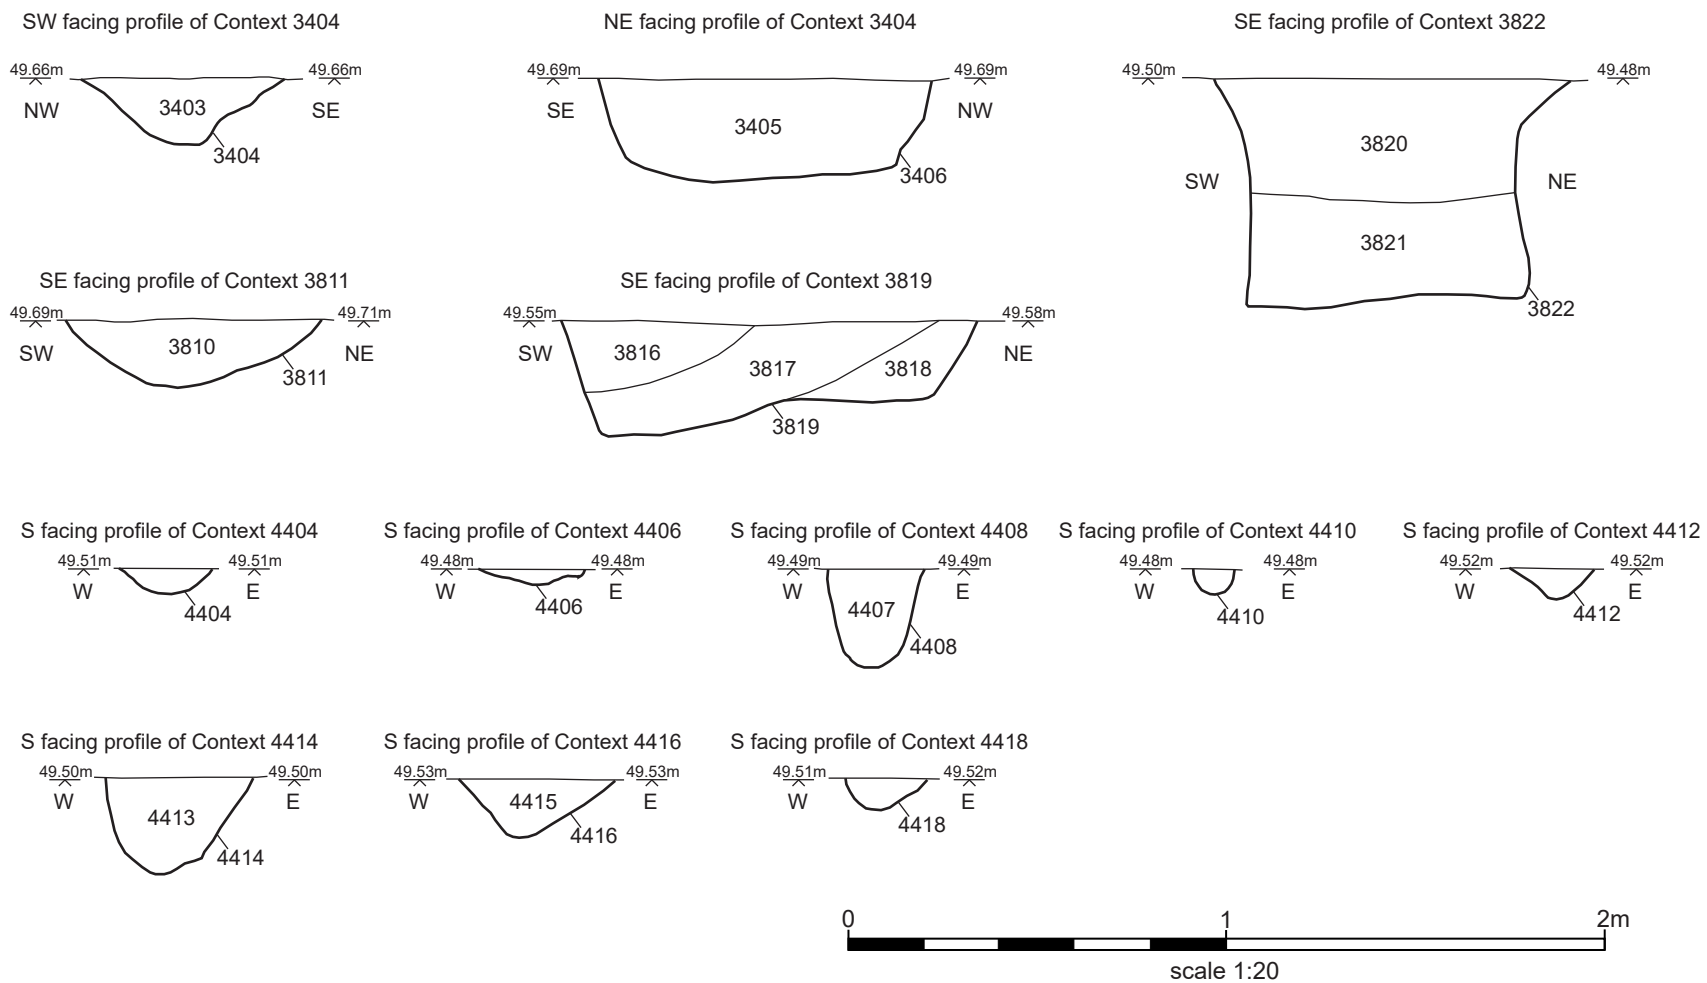 SW facing profile of Context 3404
49.66m
49.66m
NW
SE
3403
3404
NE facing profile of Context 3404
49.69m
49.69m
SE
NW
3405
3406
SE facing profile of Context 3822
49.50m
49.48m
3820
SW
NE
3821
3822
SE facing profile of Context 3811
49.69m
49.71m
SW
NE
3810
3811
SE facing profile of Context 3819
49.55m
49.58m
SW
NE
3816
3817
3818
3819
S facing profile of Context 4404
49.51m
49.51m
W
E
4404
S facing profile of Context 4406
49.48m
49.48m
W
E
4406
S facing profile of Context 4408
49.49m
49.49m
W
E
4407
4408
S facing profile of Context 4410
49.48m
49.48m
W
E
4410
S facing profile of Context 4412
49.52m
49.52m
W
E
4412
S facing profile of Context 4414
49.50m
49.50m
W
E
4413
4414
S facing profile of Context 4416
49.53m
49.53m
W
E
4415
4416
S facing profile of Context 4418
49.51m
49.52m
W
E
4418
0
1
2m
scale 1:20